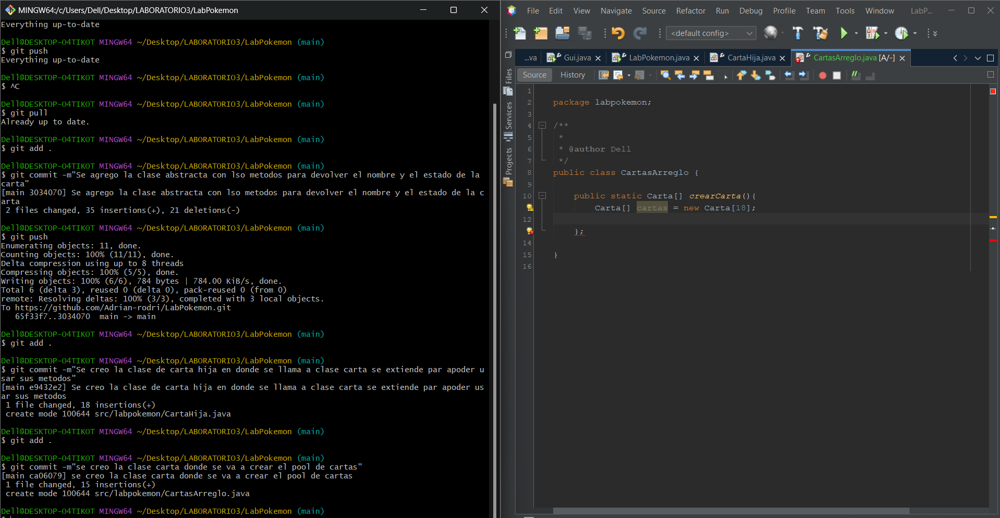 MINGW64:/c/Users/Dell/Desktop/LABORATORIO3/LabPokemon
Everything up-to-date
Dell@DESKTOP-O4TIKOT MINGW64 ~/Desktop/LABORATORIO3/LabPokemon (main)
$ git push
Everything up-to-date
Dell@DESKTOP-O4TIKOT MINGW64 ~/Desktop/LABORATORIO3/LabPokemon (main)
$ ^C
Dell@DESKTOP-O4TIKOT MINGW64 ~/Desktop/LABORATORIO3/LabPokemon (main)
$ git pull
Already up to date.
Dell@DESKTOP-O4TIKOT MINGW64 ~/Desktop/LABORATORIO3/LabPokemon (main)
$ git add .
Dell@DESKTOP-O4TIKOT MINGW64 ~/Desktop/LABORATORIO3/LabPokemon (main)
$ git commit -m"Se agrego la clase abstracta con lso metodos para devolver el nombre y el estado de la
carta"
[main 3034070] Se agrego la clase abstracta con lso metodos para devolver el nombre y el estado de la c
arta
2 files changed, 35 insertions(+), 21 deletions(-)
Dell@DESKTOP-O4TIKOT MINGW64 ~/Desktop/LABORATORIO3/LabPokemon (main)
$ git push
Enumerating objects: 11, done.
Counting objects: 100% (11/11), done.
Delta compression using up to 8 threads
Compressing objects: 100% (5/5), done.
Writing objects: 100% (6/6), 784 bytes | 784.00 KiB/s, done.
Total 6 (delta 3), reused 0 (delta 0), pack-reused 0 (from 0)
remote: Resolving deltas: 100% (3/3), completed with 3 local objects.
To https://github.com/Adrian-rodri/LabPokemon.git
65f33f7..3034070  main -> main
Dell@DESKTOP-O4TIKOT MINGW64 ~/Desktop/LABORATORIO3/LabPokemon (main)
$ git add .
Dell@DESKTOP-O4TIKOT MINGW64 ~/Desktop/LABORATORIO3/LabPokemon (main)
$ git commit -m"Se creo la clase de carta hija en donde se llama a clase carta se extiende par apoder u
sar sus metodos"
[main e9432e2] Se creo la clase de carta hija en donde se llama a clase carta se extiende par apoder us
ar sus metodos
1 file changed, 18 insertions(+)
create mode 100644 src/labpokemon/CartaHija.java
Dell@DESKTOP-O4TIKOT MINGW64 ~/Desktop/LABORATORIO3/LabPokemon (main)
$ git add .
Dell@DESKTOP-O4TIKOT MINGW64 ~/Desktop/LABORATORIO3/LabPokemon (main)
$ git commit -m"se creo la clase carta donde se va a crear el pool de cartas"
[main ca06079] se creo la clase carta donde se va a crear el pool de cartas
1 file changed, 15 insertions(+)
create mode 100644 src/labpokemon/CartasArreglo.java
Dell@DESKTOP-O4TIKOT MINGW64 ~/Desktop/LABORATORIO3/LabPokemon (main)
$
File Edit View Navigate Source Refactor Run Debug Profile Team Tools Window LabP...
<default config>
...va Gui.java LabPokemon.java CartaHija.java CartasArreglo.java [A/-]
Source History
Files
Services
Projects
1
2 package labpokemon;
3
4 /**
5 *
6 * @author Dell
7 */
8 public class CartasArreglo {
9
10 public static Carta[] crearCarta(){
Carta[] cartas = new Carta[18];
12
};
14
15 }
16